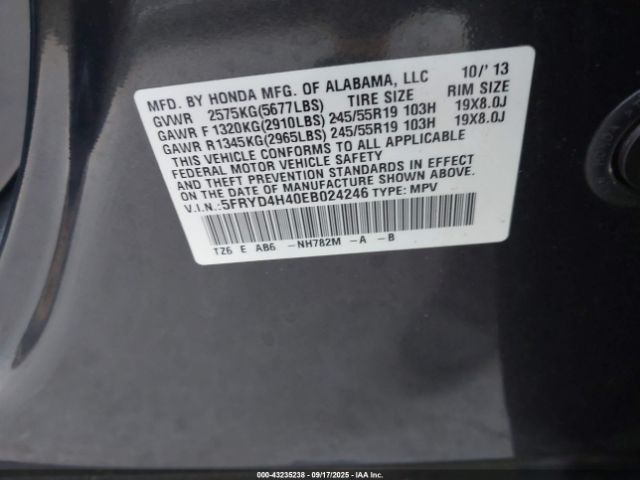 MFD. BY HONDA MFG. OF ALABAMA, LLC 10/'13
GVWR 2575KG(5677LBS) TIRE SIZE RIM SIZE
GAWR F 1320KG(2910LBS) 245/55R19 103H 19X8.0J
GAWR R 1345KG(2965LBS) 245/55R19 103H 19X8.0J
THIS VEHICLE CONFORMS TO ALL APPLICABLE
FEDERAL MOTOR VEHICLE SAFETY
AND THEFT PREVENTION STANDARDS IN EFFECT
ON THE DATE OF MANUFACTURE SHOWN ABOVE.
V.I.N.:5FRYD4H40EB024246 TYPE: MPV
TZ6 E AB6 -NH782M -A -B
(000-43235238 - 09/17/2025 - IAAI.COM)